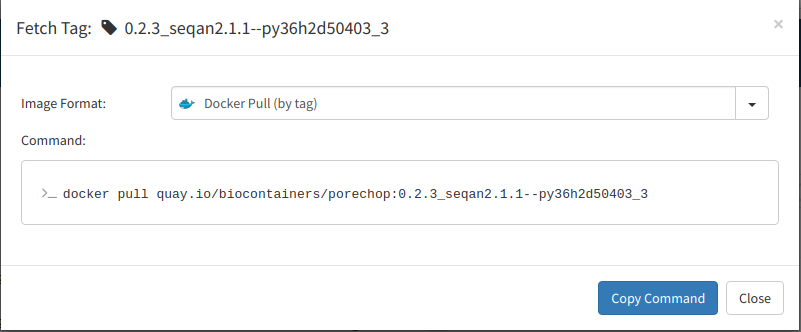 Fetch Tag: 0.2.3_seqan2.1.1--py36h2d50403_3
×
Image Format: Docker Pull (by tag)
Command:
>_ docker pull quay.io/biocontainers/porechop:0.2.3_seqan2.1.1--py36h2d50403_3
Copy Command Close